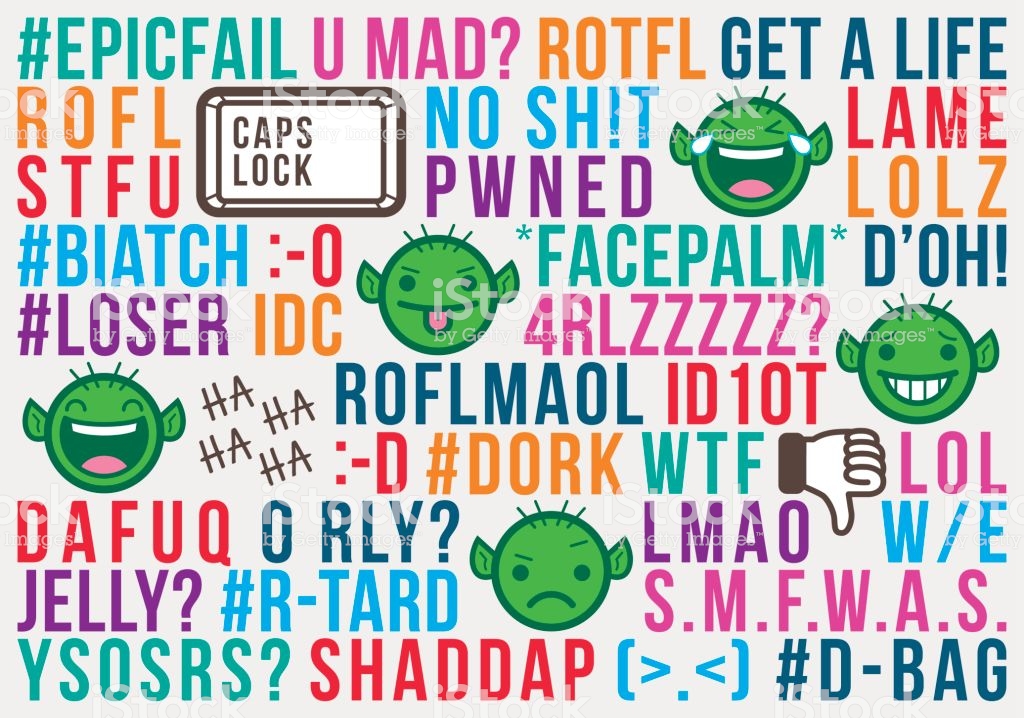 #EPICFAIL U MAD? ROTFL GET A LIFE
ROFL CAPS LOCK NO SH!T LAME
STFU PWNED LOLZ
#BIATCH :-O *FACEPALM* D'OH!
#LOSER IDC 4RLZZZZZ?
HA HA HA HA ROFLMAOL ID10T
:-D #DORK WTF LOL
DAFUQ O RLY? LMAO W/E
JELLY? #R-TARD S.M.F.W.A.S.
YSOSRS? SHADDAP (>.<) #D-BAG
iStock
by Getty Images™